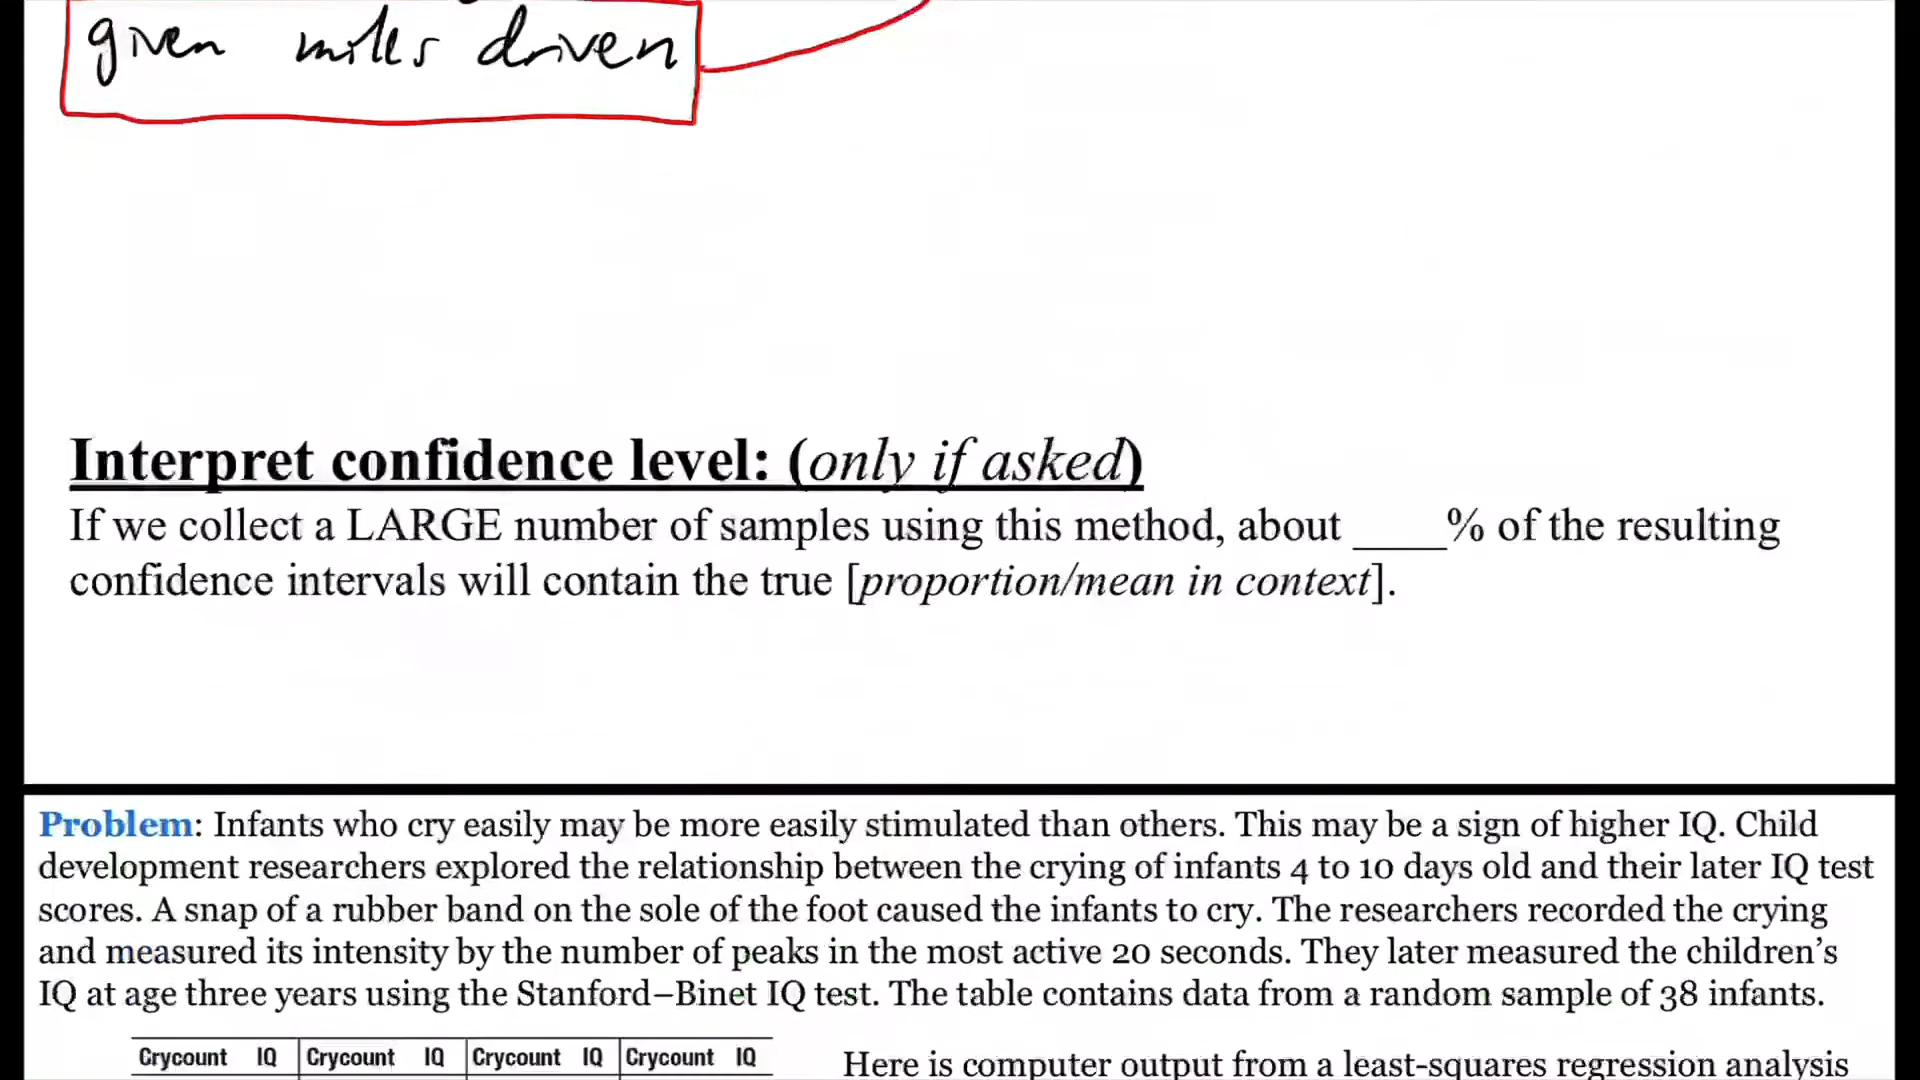 given miles driven
Interpret confidence level: (only if asked)
If we collect a LARGE number of samples using this method, about ____% of the resulting
confidence intervals will contain the true [proportion/mean in context].
Problem: Infants who cry easily may be more easily stimulated than others. This may be a sign of higher IQ. Child
development researchers explored the relationship between the crying of infants 4 to 10 days old and their later IQ test
scores. A snap of a rubber band on the sole of the foot caused the infants to cry. The researchers recorded the crying
and measured its intensity by the number of peaks in the most active 20 seconds. They later measured the children’s
IQ at age three years using the Stanford–Binet IQ test. The table contains data from a random sample of 38 infants.
Crycount IQ Crycount IQ Crycount IQ Crycount IQ
Here is computer output from a least-squares regression analysis